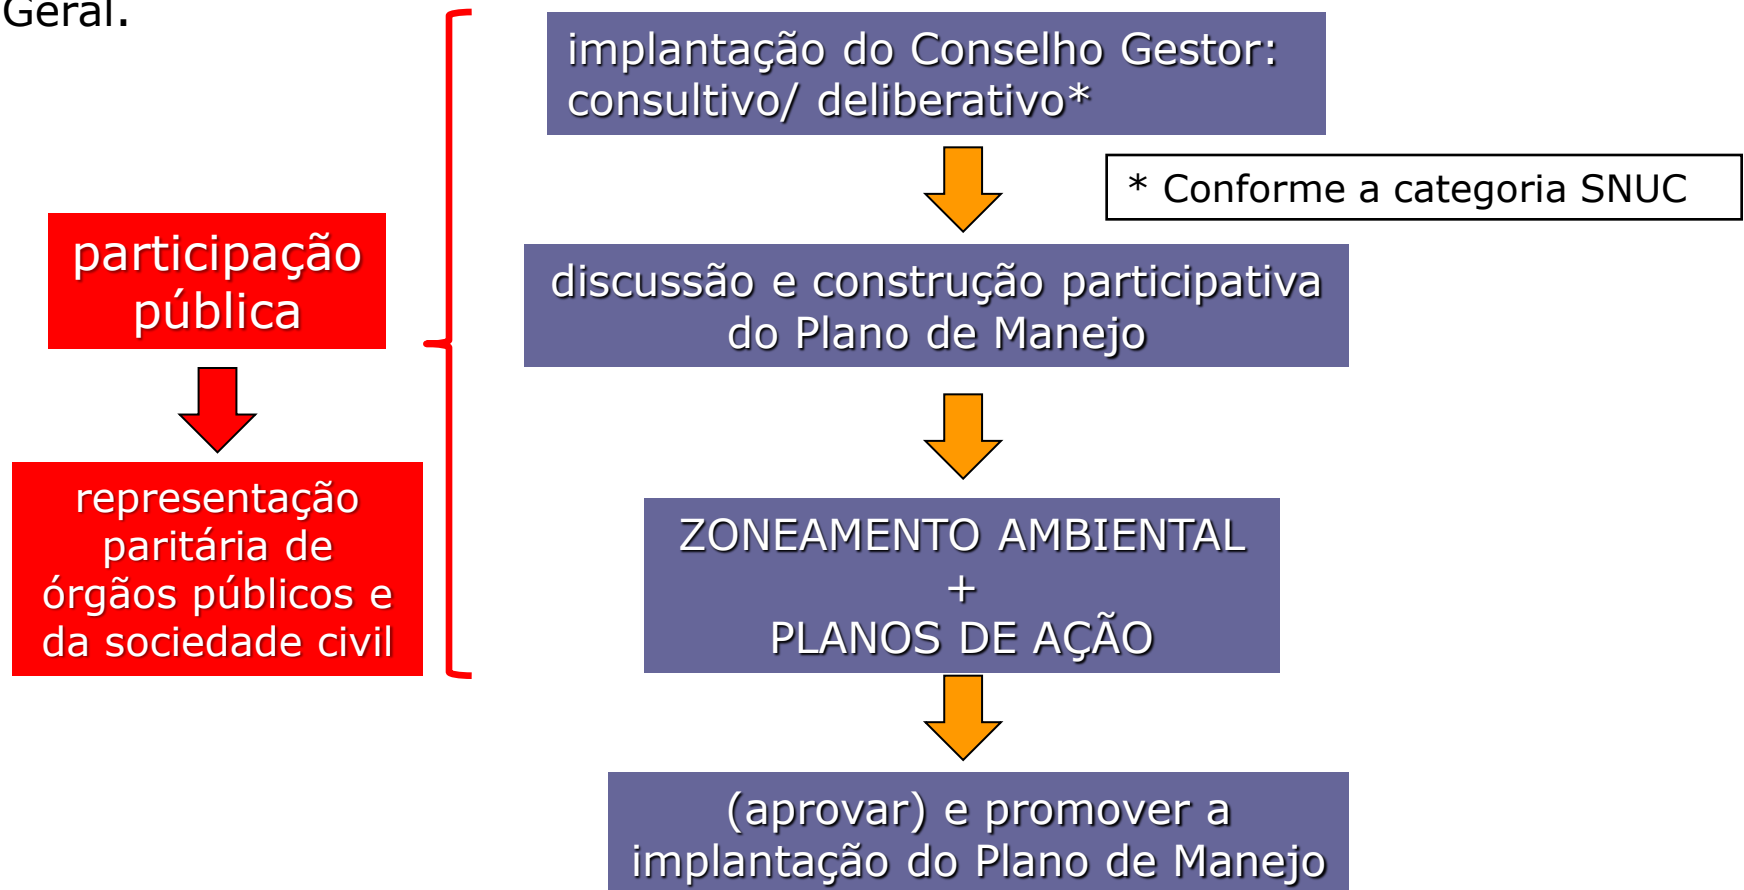 Geral.
implantação do Conselho Gestor:
consultivo/ deliberativo*
* Conforme a categoria SNUC
participação
pública
discussão e construção participativa
do Plano de Manejo
representação
paritária de
órgãos públicos e
da sociedade civil
ZONEAMENTO AMBIENTAL
+
PLANOS DE AÇÃO
(aprovar) e promover a
implantação do Plano de Manejo